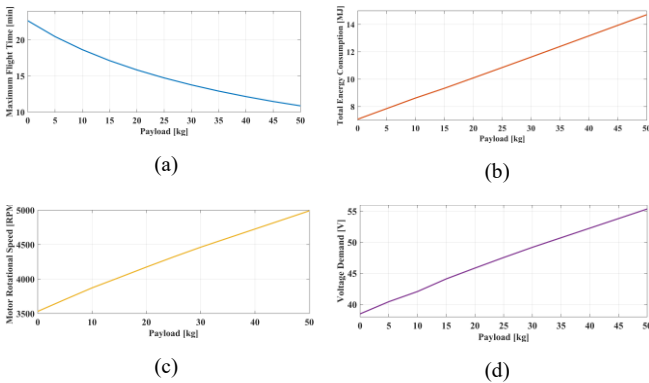 Maximum Flight Time [min]
20
15
10
0 5 10 15 20 25 30 35 40 45 50
Payload [kg]
(a)
Total Energy Consumption [MJ]
14
12
10
8
0 5 10 15 20 25 30 35 40 45 50
Payload [kg]
(b)
Motor Rotational Speed [RPM
5000
4500
4000
3500
0 10 20 30 40 50
Payload [kg]
(c)
Voltage Demand [V]
55
50
45
40
0 5 10 15 20 25 30 35 40 45 50
Payload [kg]
(d)